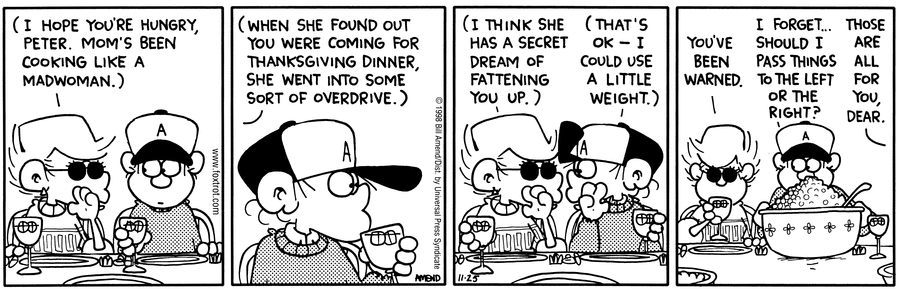 (I HOPE YOU'RE HUNGRY,
PETER. MOM'S BEEN
COOKING LIKE A
MADWOMAN.)
A
www.foxtrot.com
(WHEN SHE FOUND OUT
YOU WERE COMING FOR
THANKSGIVING DINNER,
SHE WENT INTO SOME
SORT OF OVERDRIVE.)
A
© 1998 Bill Amend/Dist. by Universal Press Syndicate
AMEND
(I THINK SHE
HAS A SECRET
DREAM OF
FATTENING
YOU UP.)
(THAT'S
OK – I
COULD USE
A LITTLE
WEIGHT.)
A
11-25
YOU'VE
BEEN
WARNED.
I FORGET...
SHOULD I
PASS THINGS
TO THE LEFT
OR THE
RIGHT?
THOSE
ARE
ALL
FOR
YOU,
DEAR.
A